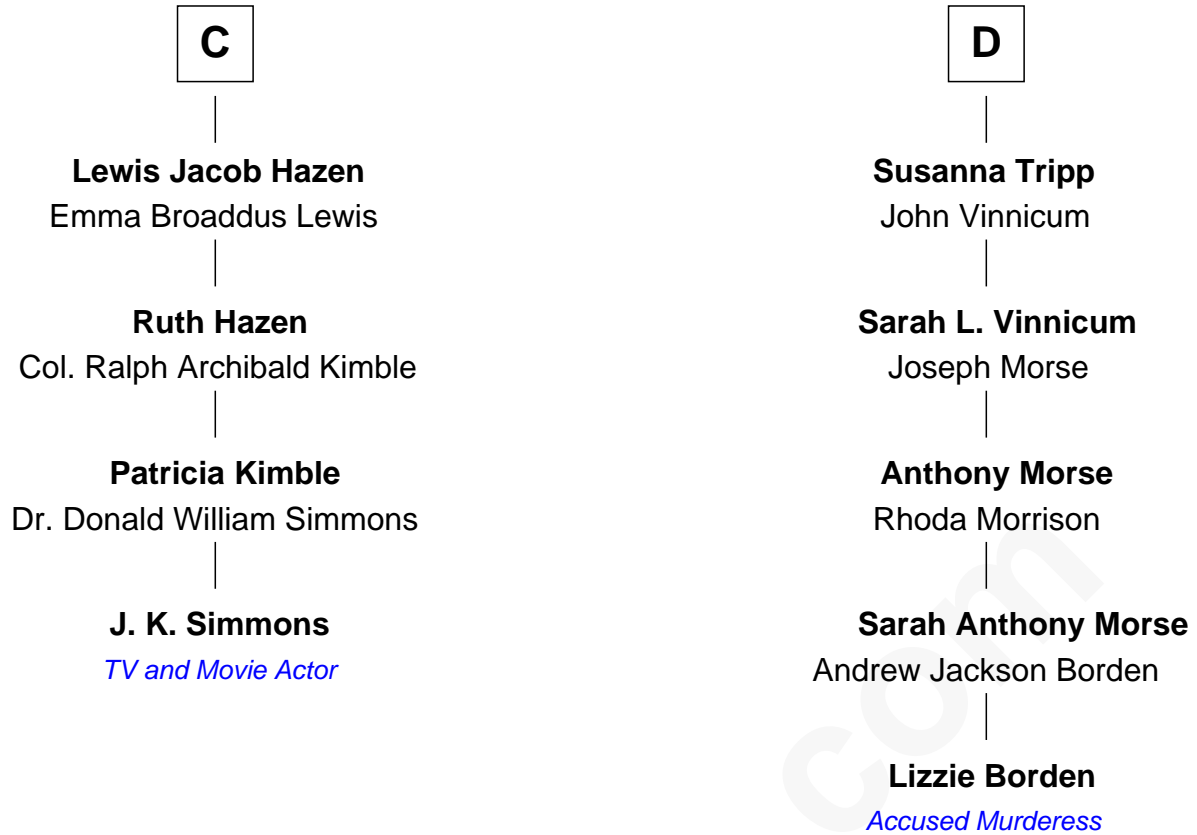 C
Lewis Jacob Hazen
Emma Broaddus Lewis
Ruth Hazen
Col. Ralph Archibald Kimble
Patricia Kimble
Dr. Donald William Simmons
J. K. Simmons
TV and Movie Actor
D
Susanna Tripp
John Vinnicum
Sarah L. Vinnicum
Joseph Morse
Anthony Morse
Rhoda Morrison
Sarah Anthony Morse
Andrew Jackson Borden
Lizzie Borden
Accused Murderess
com